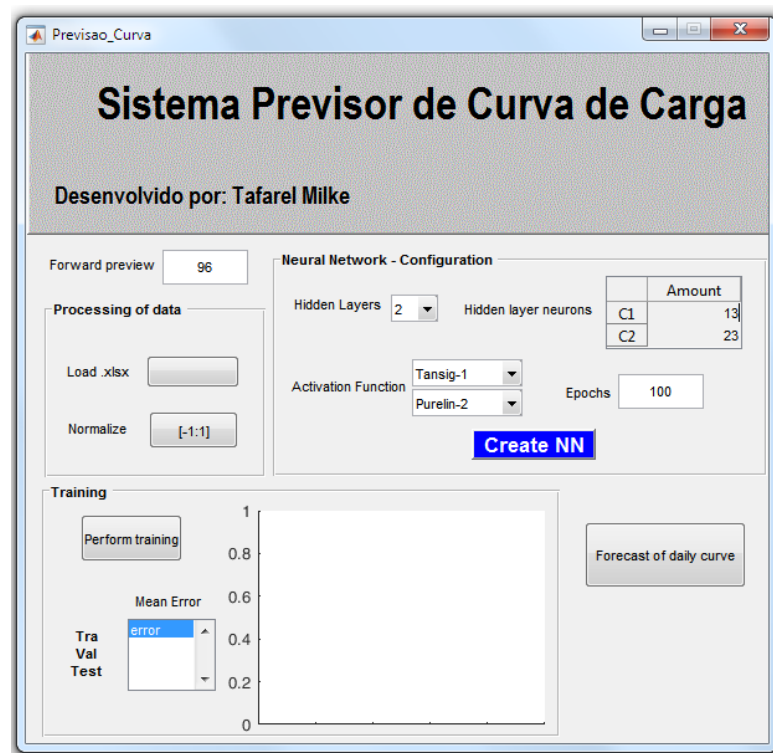 Previsao_Curva
Sistema Previsor de Curva de Carga
Desenvolvido por: Tafarel Milke
Forward preview 96
Processing of data
Load .xlsx
Normalize [-1:1]
Neural Network - Configuration
Hidden Layers 2 Hidden layer neurons
Amount
C1 13
C2 23
Activation Function Tansig-1
Purelin-2
Epochs 100
Create NN
Training
Perform training
Mean Error
error
Tra
Val
Test
1
0.8
0.6
0.4
0.2
0
Forecast of daily curve